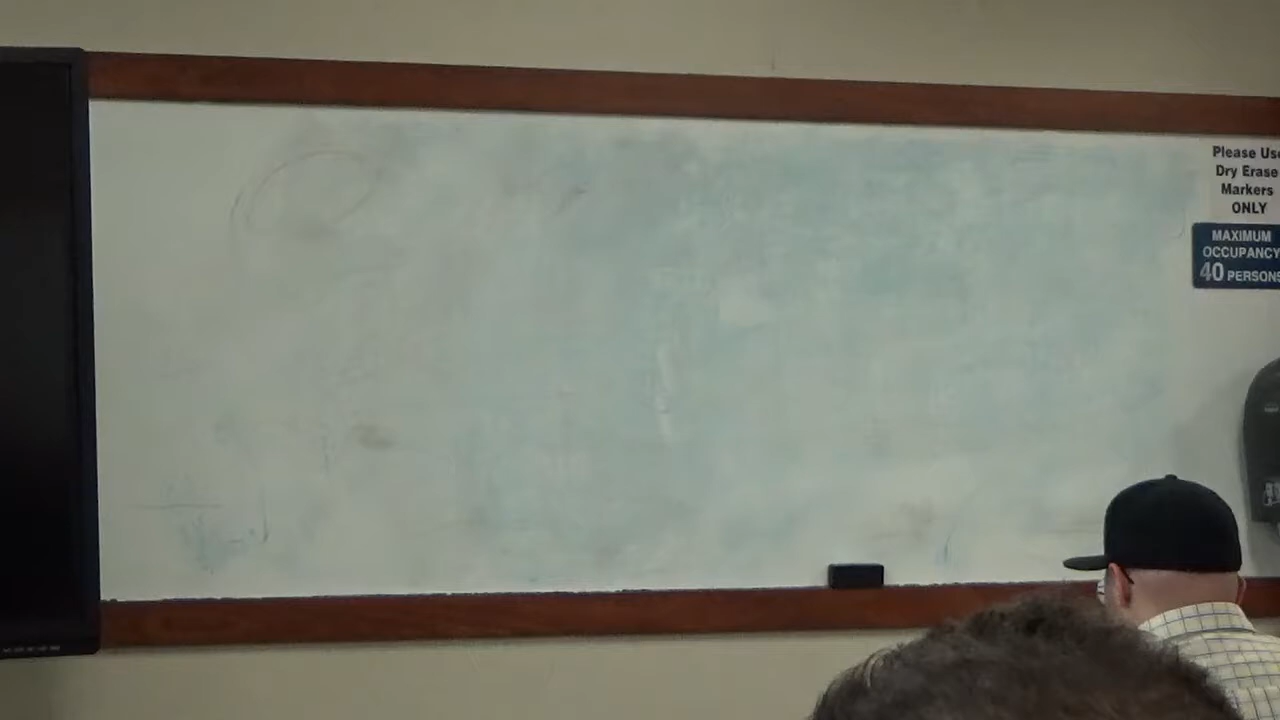 Please Use
Dry Erase
Markers
ONLY
MAXIMUM
OCCUPANCY
40 PERSONS